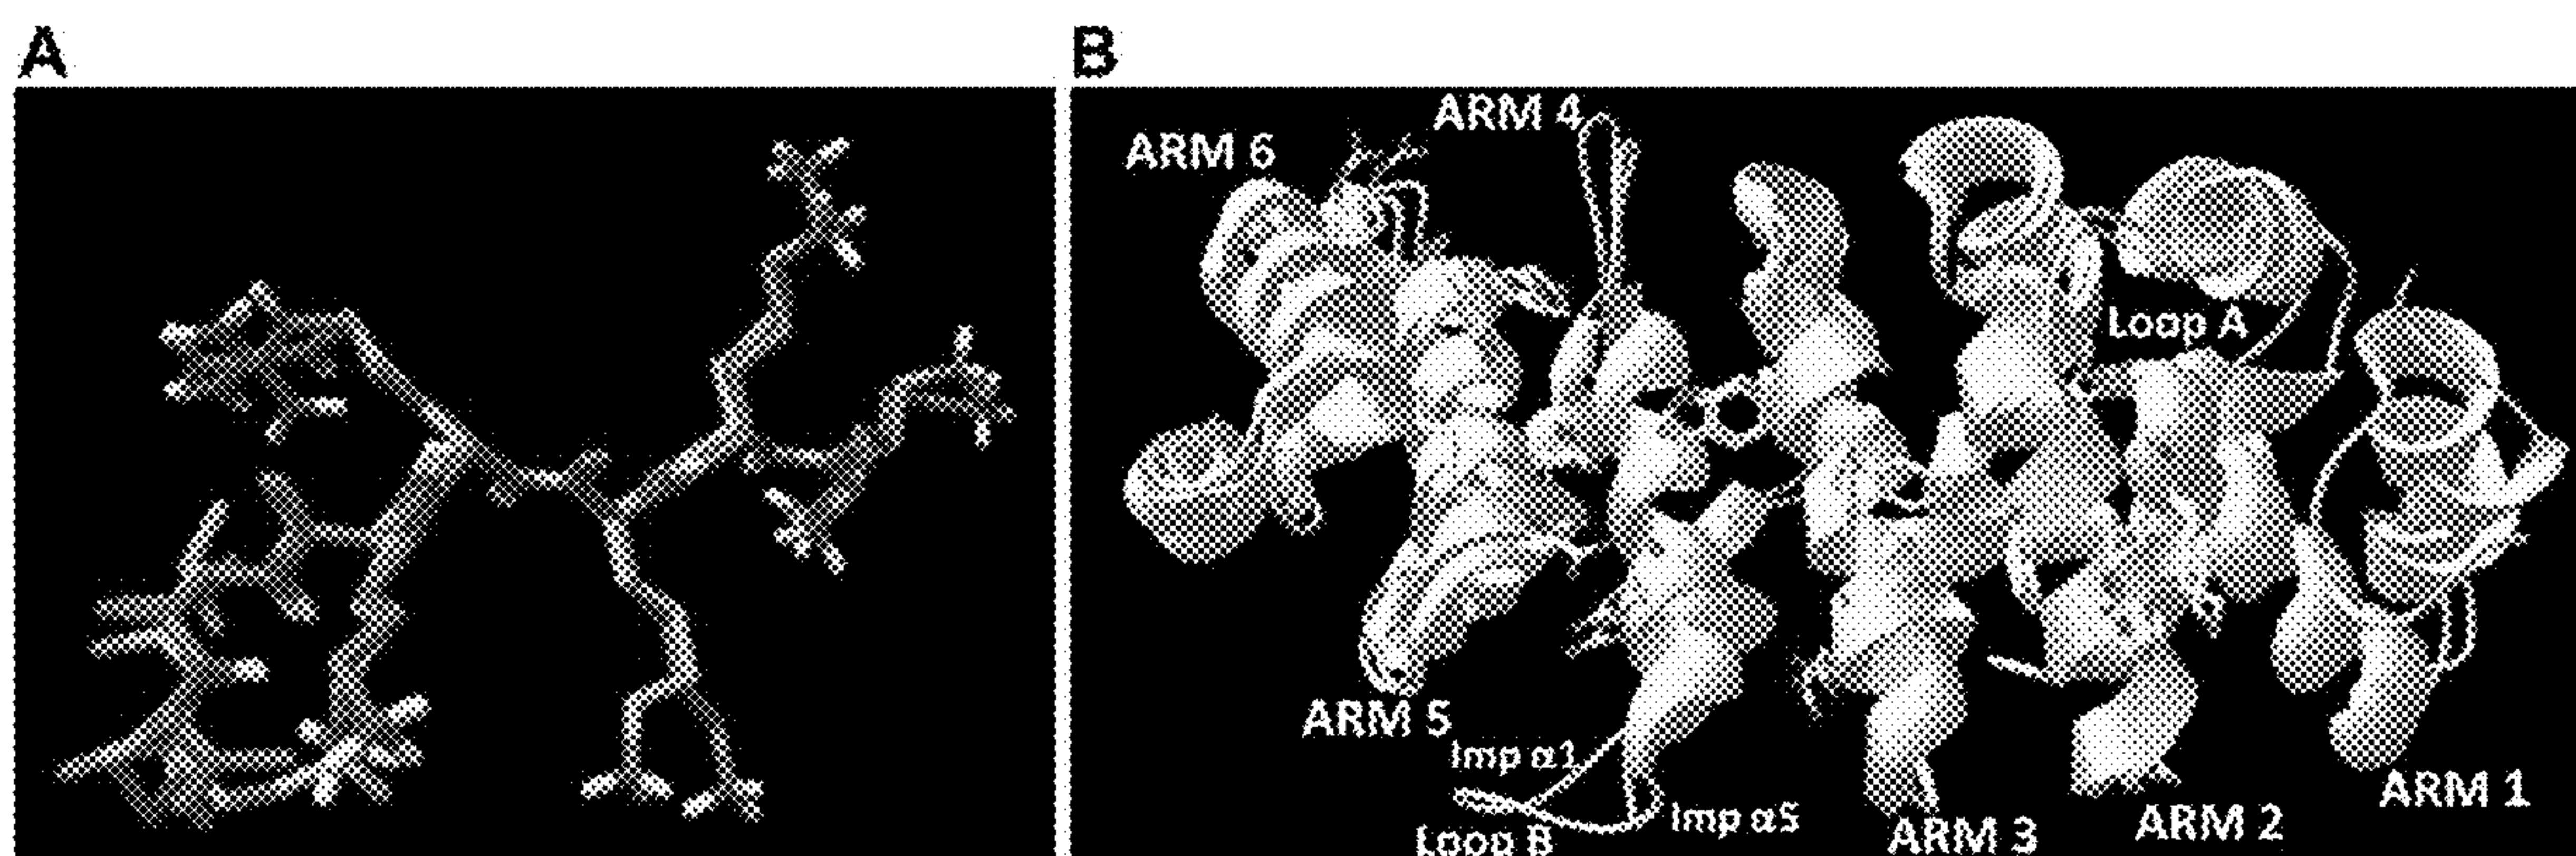 A
B
ARM 4
ARM 6
Loop A
ARM 5
Imp α1
Imp α5
Loop B
ARM 3
ARM 2
ARM 1